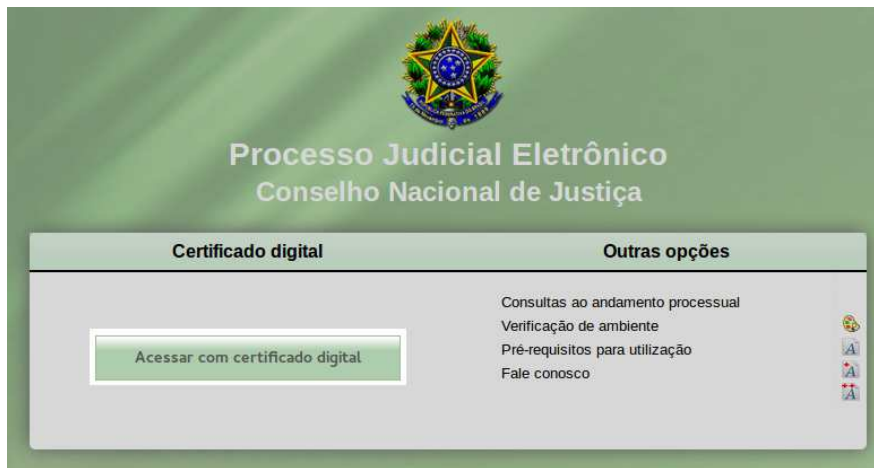 Processo Judicial Eletrônico
Conselho Nacional de Justiça
Certificado digital
Outras opções
Acessar com certificado digital
Consultas ao andamento processual
Verificação de ambiente
Pré-requisitos para utilização
Fale conosco
A
A
A